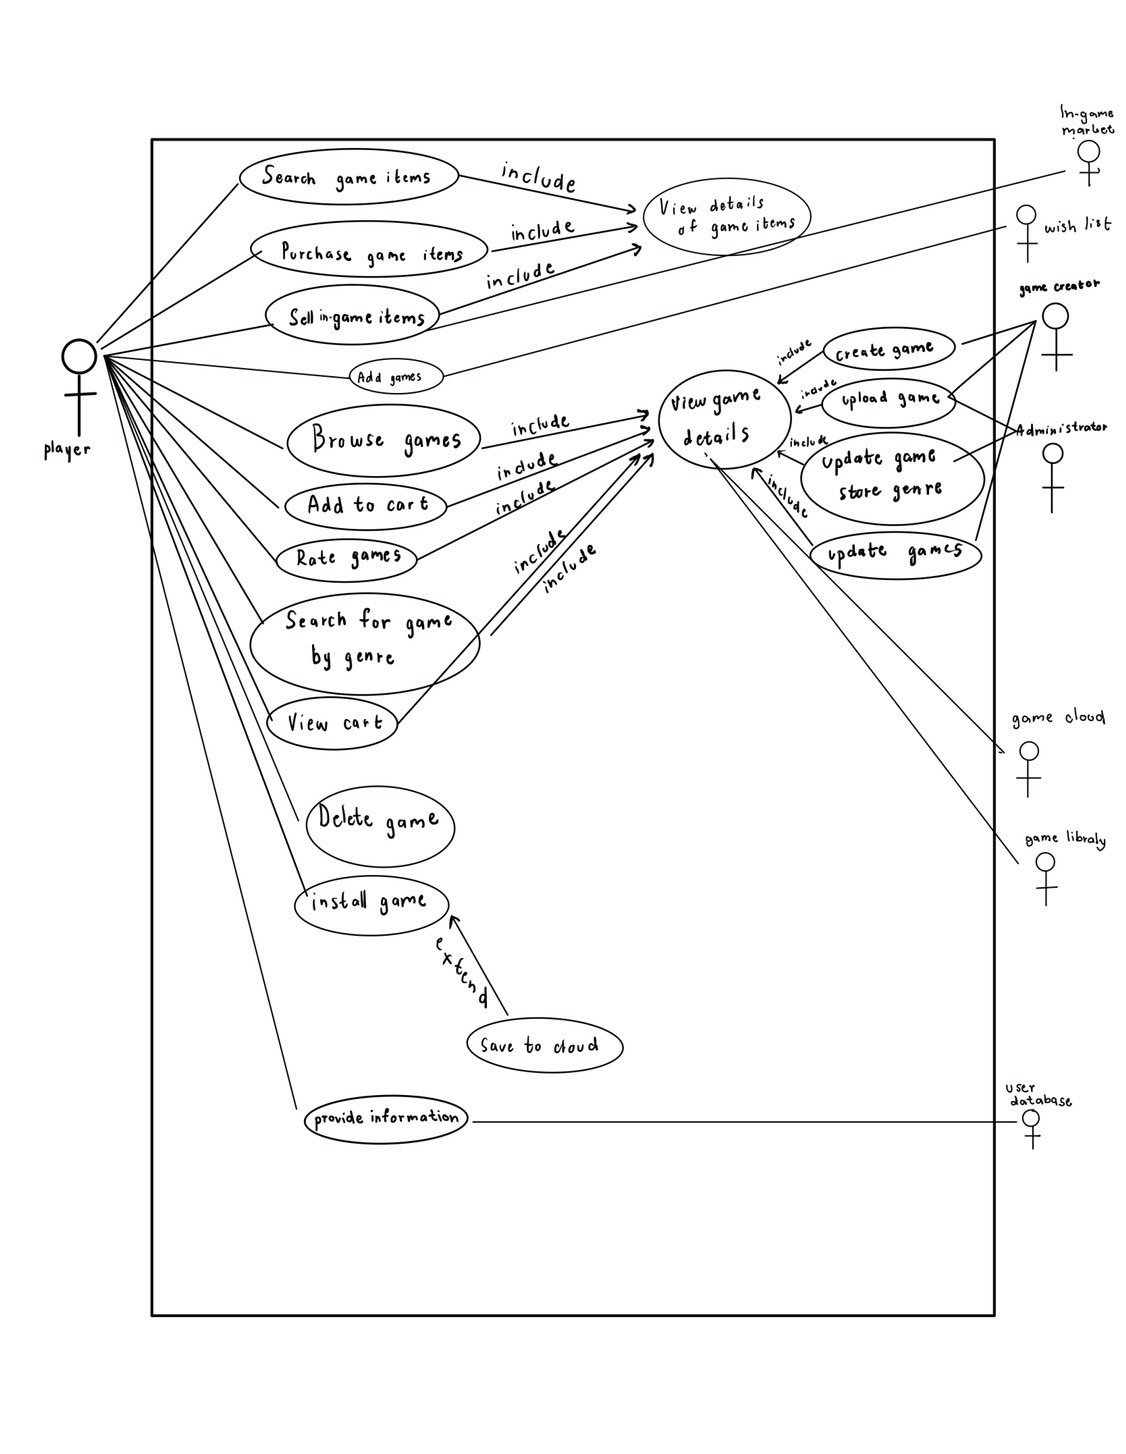 In-game
market
Search game items
include
View details
of game items
wish list
Purchase game items
include
include
game creator
Sell in-game items
include
create game
Add games
include
upload game
View game
details
Browse games
include
Administrator
include
update game
store genre
include
Add to cart
include
include
Rate games
update games
include
include
Search for game
by genre
View cart
game cloud
Delete game
game libraly
install game
extend
Save to cloud
provide information
user
database
player